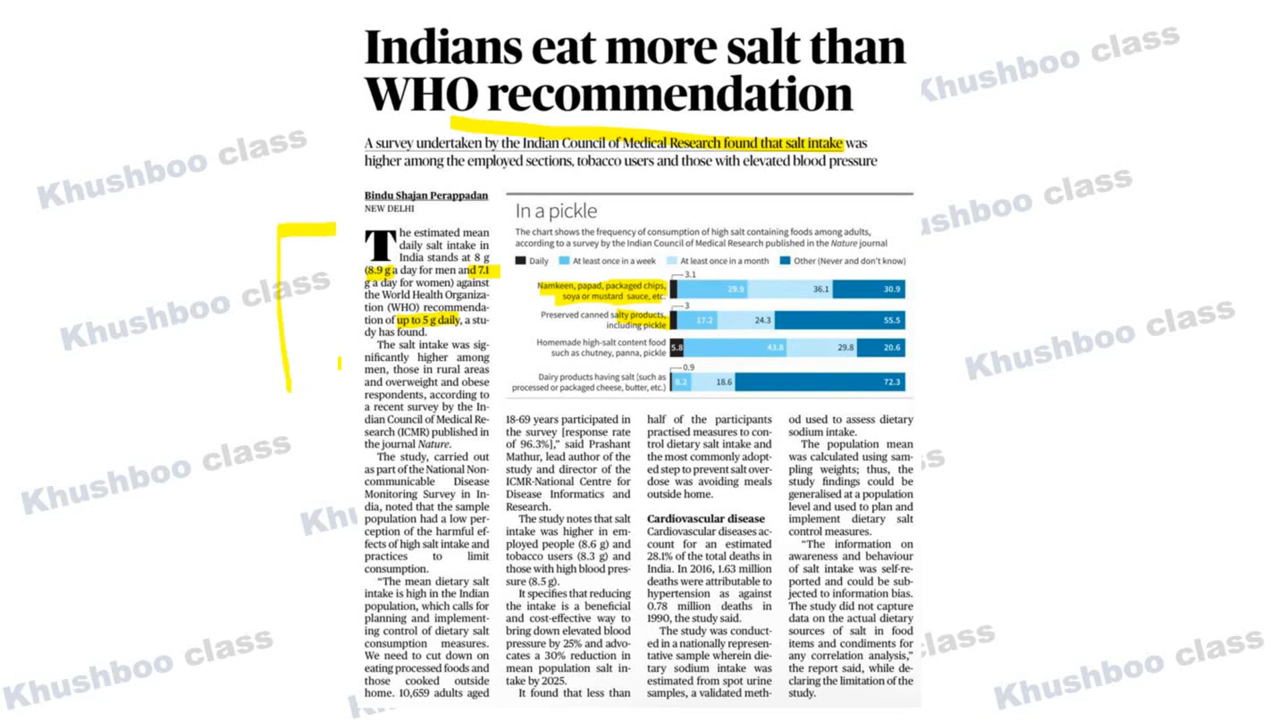 Indians eat more salt than
WHO recommendation
A survey undertaken by the Indian Council of Medical Research found that salt intake was
higher among the employed sections, tobacco users and those with elevated blood pressure
Bindu Shajan Perappadan
NEW DELHI
The estimated mean
daily salt intake in
India stands at 8 g
(8.9 g a day for men and 7.1
g a day for women) against
the World Health Organiza-
tion (WHO) recommenda-
tion of up to 5 g daily, a stu-
dy has found.
The salt intake was sig-
nificantly higher among
men, those in rural areas
and overweight and obese
respondents, according to
a recent survey by the In-
dian Council of Medical Re-
search (ICMR) published in
the journal Nature.
The study, carried out
as part of the National Non-
communicable Disease
Monitoring Survey in In-
dia, noted that the sample
population had a low per-
ception of the harmful ef-
fects of high salt intake and
practices to limit
consumption.
"The mean dietary salt
intake is high in the Indian
population, which calls for
planning and implement-
ing control of dietary salt
consumption measures.
We need to cut down on
eating processed foods and
those cooked outside
home. 10,659 adults aged
In a pickle
The chart shows the frequency of consumption of high salt containing foods among adults,
according to a survey by the Indian Council of Medical Research published in the Nature journal
Daily At least once in a week At least once in a month Other (Never and don't know)
3.1
Namkeen, papad, packaged chips,
soya or mustard sauce, etc.
29.9 36.1 30.9
3
Preserved canned salty products,
including pickle
17.2 24.3 55.5
Homemade high-salt content food
such as chutney, panna, pickle
5.8 43.8 29.8 20.6
0.9
Dairy products having salt (such as
processed or packaged cheese, butter, etc.)
8.2 18.6 72.3
18-69 years participated in
the survey [response rate
of 96.3%]," said Prashant
Mathur, lead author of the
study and director of the
ICMR-National Centre for
Disease Informatics and
Research.
The study notes that salt
intake was higher in em-
ployed people (8.6 g) and
tobacco users (8.3 g) and
those with high blood pres-
sure (8.5 g).
It specifies that reducing
the intake is a beneficial
and cost-effective way to
bring down elevated blood
pressure by 25% and advo-
cates a 30% reduction in
mean population salt in-
take by 2025.
It found that less than
half of the participants
practised measures to con-
trol dietary salt intake and
the most commonly adopt-
ed step to prevent salt over-
dose was avoiding meals
outside home.
Cardiovascular disease
Cardiovascular diseases ac-
count for an estimated
28.1% of the total deaths in
India. In 2016, 1.63 million
deaths were attributable to
hypertension as against
0.78 million deaths in
1990, the study said.
The study was conduct-
ed in a nationally represen-
tative sample wherein die-
tary sodium intake was
estimated from spot urine
samples, a validated meth-
od used to assess dietary
sodium intake.
The population mean
was calculated using sam-
pling weights; thus, the
study findings could be
generalised at a population
level and used to plan and
implement dietary salt
control measures.
"The information on
awareness and behaviour
of salt intake was self-re-
ported and could be sub-
jected to information bias.
The study did not capture
data on the actual dietary
sources of salt in food
items and condiments for
any correlation analysis,"
the report said, while de-
claring the limitation of the
study.
Khushboo class
Khushboo class
Khushboo class
Khushboo class
Khushboo class
Khushboo class
Khushboo class
Khushboo class